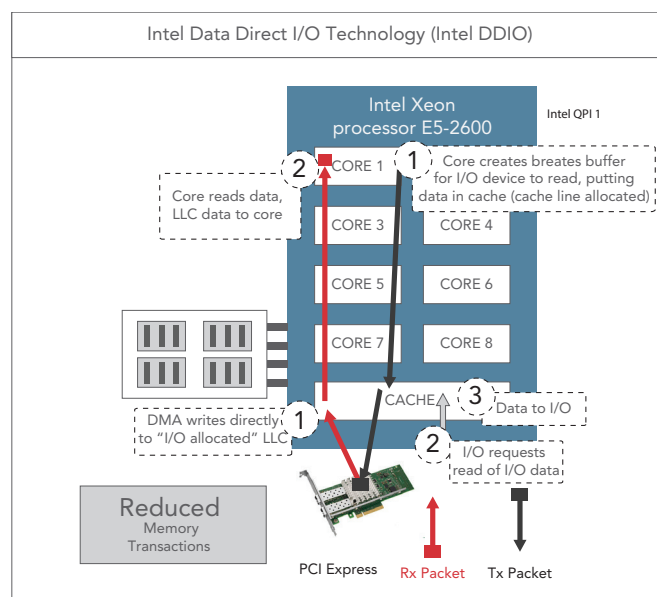 Intel Data Direct I/O Technology (Intel DDIO)
Intel Xeon
processor E5-2600
Intel QPI 1
2
CORE 1
1
Core reads data,
LLC data to core
Core creates breates buffer
for I/O device to read, putting
data in cache (cache line allocated)
CORE 3
CORE 4
CORE 5
CORE 6
CORE 7
CORE 8
CACHE
3
Data to I/O
DMA writes directly
to “I/O allocated” LLC
1
2
I/O requests
read of I/O data
Reduced
Memory
Transactions
PCI Express
Rx Packet
Tx Packet